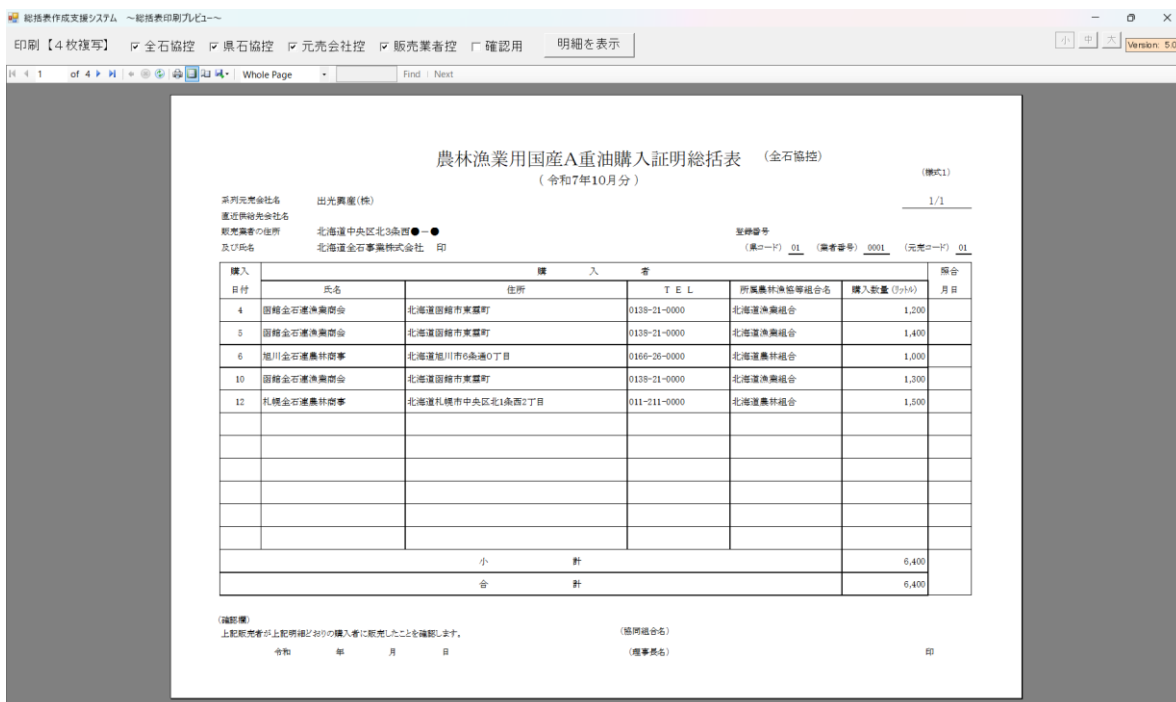 総括表作成支援システム　～総括表印刷プレビュー～
印刷【４枚複写】 全石協控 県石協控 元売会社控 販売業者控 確認用 明細を表示 小 中 大
Version: 5.0
1 of 4 Whole Page Find Next
農林漁業用国産A重油購入証明総括表 （全石協控）
（令和7年10月分） （様式1）
系列元売会社名 出光興産(株) 1/1
直近供給先会社名
販売業者の住所 北海道中央区北3条西●－● 登録番号
及び氏名 北海道全石事業株式会社 印 （県コード） 01 （業者番号） 0001 （元売コード） 01
購入 購　入　者 照合
日付 氏名 住所 ＴＥＬ 所属農林漁協等組合名 購入数量（リットル） 月日
4 函館全石連漁業商会 北海道函館市東雲町 0138-21-0000 北海道漁業組合 1,200
5 函館全石連漁業商会 北海道函館市東雲町 0138-21-0000 北海道漁業組合 1,400
6 旭川全石連農林商事 北海道旭川市6条通0丁目 0166-26-0000 北海道農林組合 1,000
10 函館全石連漁業商会 北海道函館市東雲町 0138-21-0000 北海道漁業組合 1,300
12 札幌全石連農林商事 北海道札幌市中央区北1条西2丁目 011-211-0000 北海道農林組合 1,500
小　計 6,400
合　計 6,400
（確認欄）
上記販売者が上記明細どおりの購入者に販売したことを確認します。 （協同組合名）
令和　年　月　日 （理事長名） 印